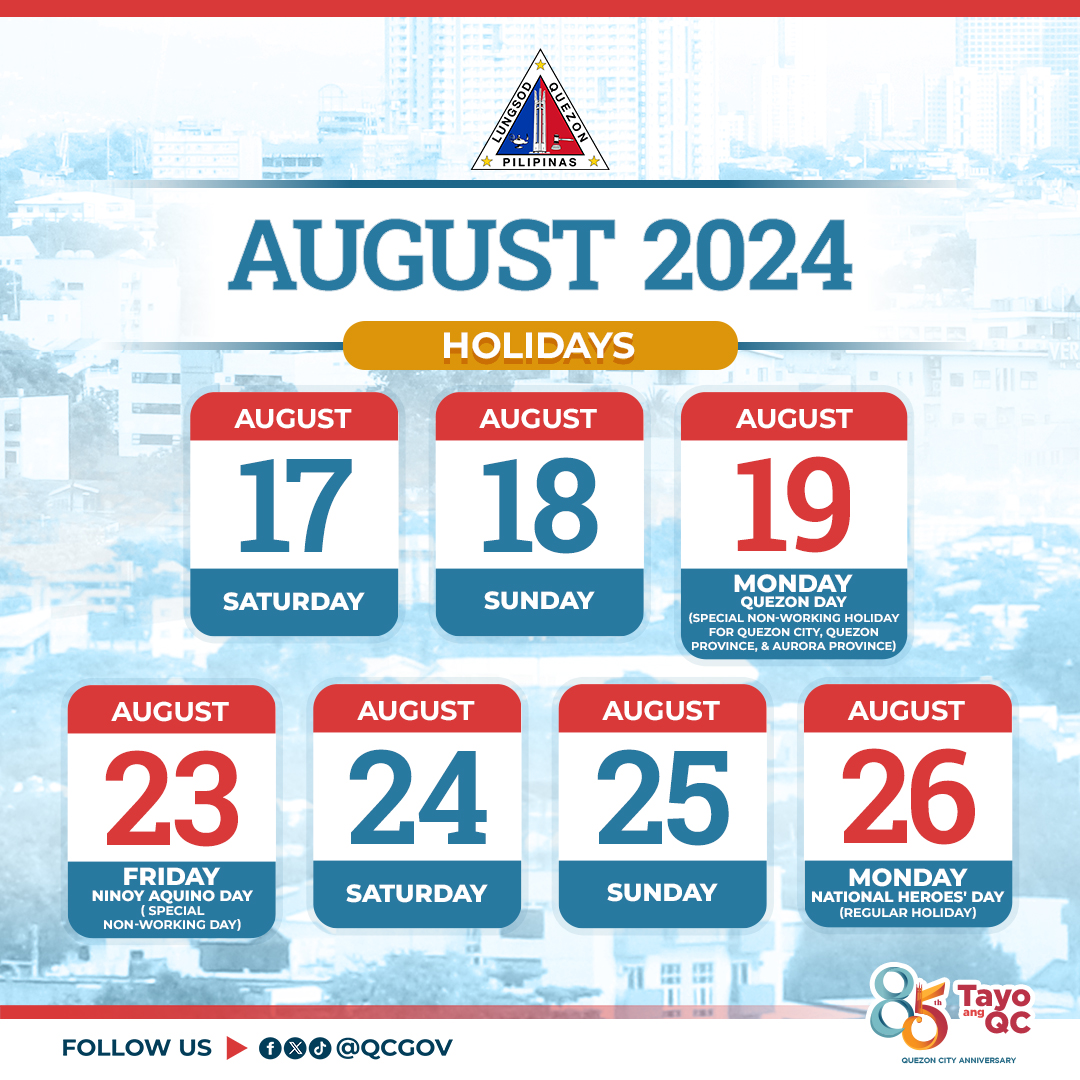 LUNGSOD QUEZON
PILIPINAS
AUGUST 2024
HOLIDAYS
AUGUST
17
SATURDAY
AUGUST
18
SUNDAY
AUGUST
19
MONDAY
QUEZON DAY
(SPECIAL NON-WORKING HOLIDAY
FOR QUEZON CITY, QUEZON
PROVINCE, & AURORA PROVINCE)
AUGUST
23
FRIDAY
NINOY AQUINO DAY
( SPECIAL
NON-WORKING DAY)
AUGUST
24
SATURDAY
AUGUST
25
SUNDAY
AUGUST
26
MONDAY
NATIONAL HEROES' DAY
(REGULAR HOLIDAY)
85th
Tayo
ang
QC
QUEZON CITY ANNIVERSARY
FOLLOW US
@QCGOV